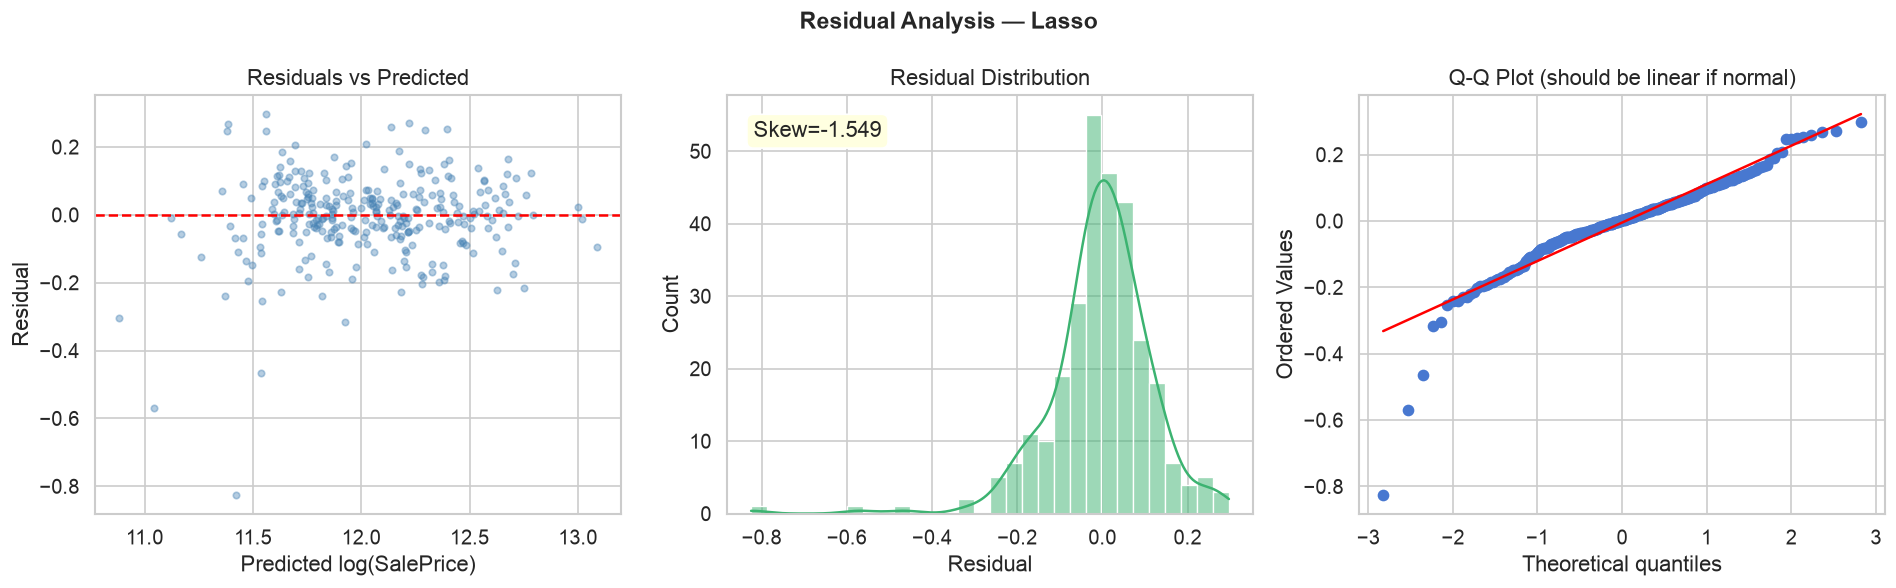 Residual Analysis — Lasso
Residuals vs Predicted
Residual
0.2
0.0
−0.2
−0.4
−0.6
−0.8
11.0 11.5 12.0 12.5 13.0
Predicted log(SalePrice)
Residual Distribution
Skew=-1.549
Count
50
40
30
20
10
0
−0.8 −0.6 −0.4 −0.2 0.0 0.2
Residual
Q-Q Plot (should be linear if normal)
Ordered Values
0.2
0.0
−0.2
−0.4
−0.6
−0.8
−3 −2 −1 0 1 2 3
Theoretical quantiles